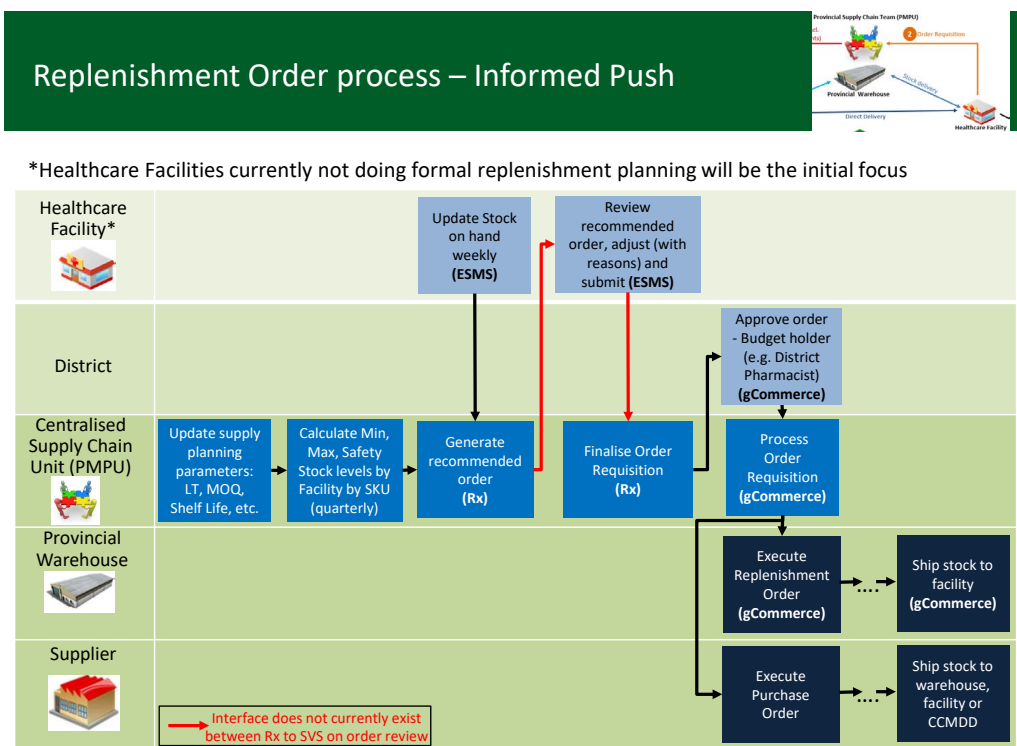 Replenishment Order process – Informed Push
Provincial Supply Chain Team (PMPU)
2 Order Requisition
Stock delivery
Provincial Warehouse
Direct Delivery
Healthcare Facility
*Healthcare Facilities currently not doing formal replenishment planning will be the initial focus
Healthcare
Facility*
Update Stock
on hand
weekly
(ESMS)
Review
recommended
order, adjust (with
reasons) and
submit (ESMS)
District
Approve order
- Budget holder
(e.g. District
Pharmacist)
(gCommerce)
Centralised
Supply Chain
Unit (PMPU)
Update supply
planning
parameters:
LT, MOQ,
Shelf Life, etc.
Calculate Min,
Max, Safety
Stock levels by
Facility by SKU
(quarterly)
Generate
recommended
order
(Rx)
Finalise Order
Requisition
(Rx)
Process
Order
Requisition
(gCommerce)
Provincial
Warehouse
Execute
Replenishment
Order
(gCommerce)
....
Ship stock to
facility
(gCommerce)
Supplier
Execute
Purchase
Order
....
Ship stock to
warehouse,
facility or
CCMDD
Interface does not currently exist
between Rx to SVS on order review